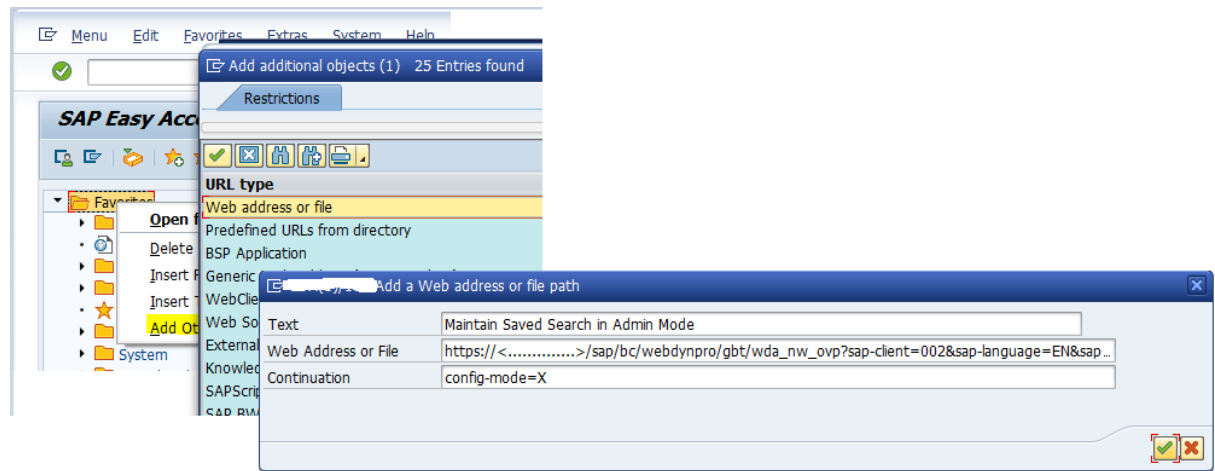 Menu Edit Favorites Extras System Help
Add additional objects (1) 25 Entries found
Restrictions
SAP Easy Acc
URL type
Favorites
Web address or file
Open f
Predefined URLs from directory
Delete
BSP Application
Insert F
Generic
Insert T
WebClie
Add Ot
Web So
System
External
Knowled
SAPScrip
SAP BW
Add a Web address or file path
Text Maintain Saved Search in Admin Mode
Web Address or File https://<..............>/sap/bc/webdynpro/gbt/wda_nw_ovp?sap-client=002&sap-language=EN&sap...
Continuation config-mode=X